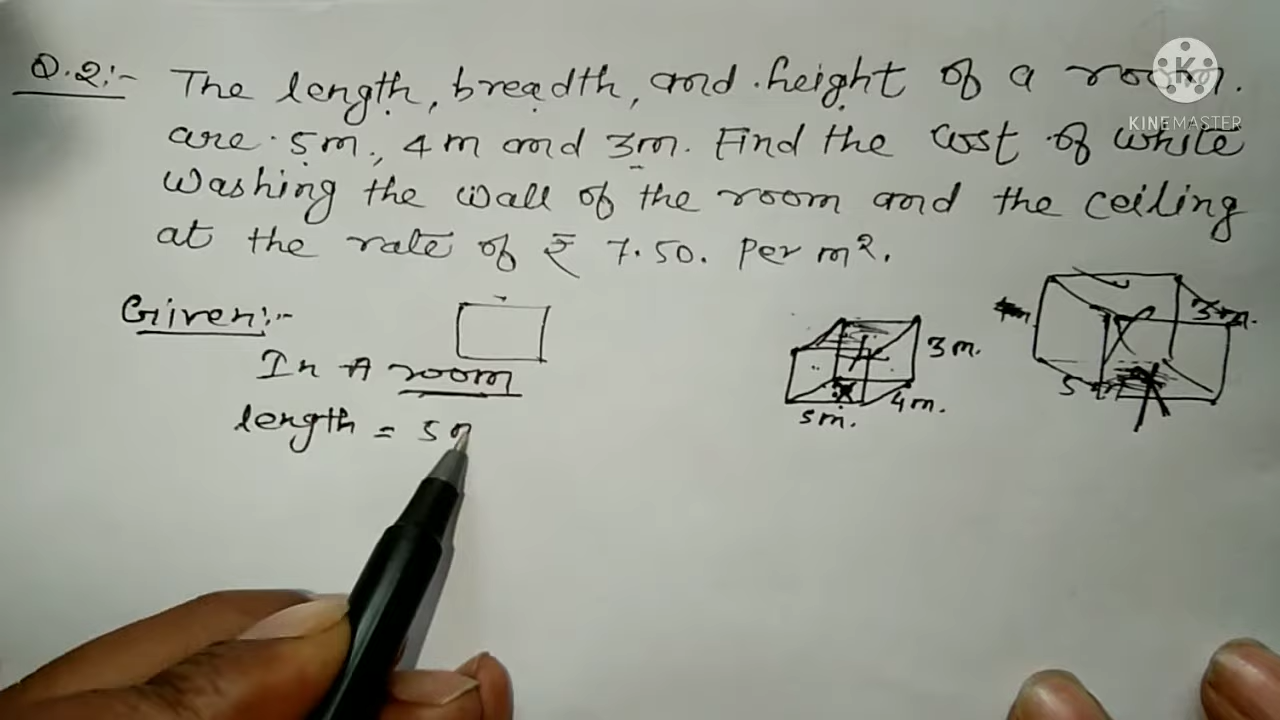 Q.2:- The length, breadth, and height of a room.
are 5m, 4m and 3m. Find the cost of white
washing the wall of the room and the ceiling
at the rate of ₹ 7.50. Per m².
Given:-
In A room
length = 5m
3m.
4m.
5m.
3m.
5m
KINEMASTER